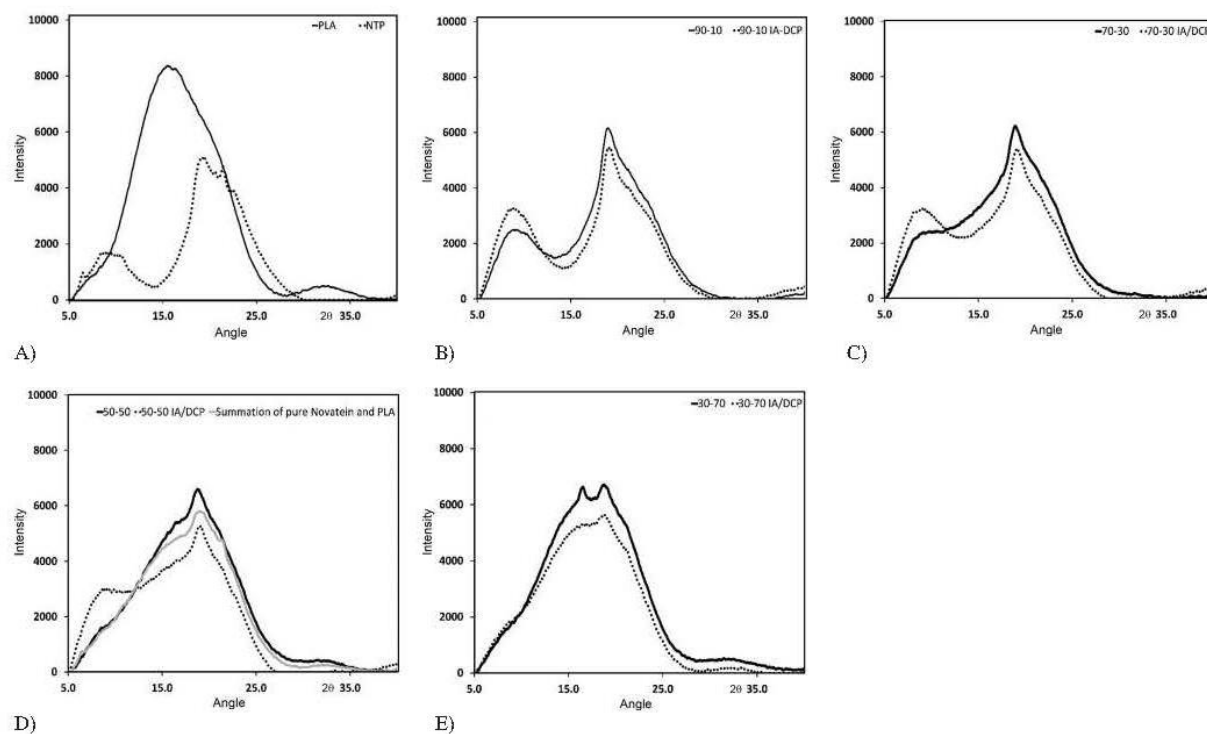 PLA NTP
10000
8000
6000
4000
2000
0
Intensity
5.0 15.0 25.0 2θ 35.0
Angle
A)
90-10 90-10 IA-DCP
10000
8000
6000
4000
2000
0
Intensity
5.0 15.0 25.0 2θ 35.0
Angle
B)
70-30 70-30 IA/DCP
10000
8000
6000
4000
2000
0
Intensity
5.0 15.0 25.0 2θ 35.0
Angle
C)
50-50 50-50 IA/DCP Summation of pure Novatein and PLA
10000
8000
6000
4000
2000
0
Intensity
5.0 15.0 25.0 2θ 35.0
Angle
D)
30-70 30-70 IA/DCP
10000
8000
6000
4000
2000
0
Intensity
5.0 15.0 25.0 2θ 35.0
Angle
E)